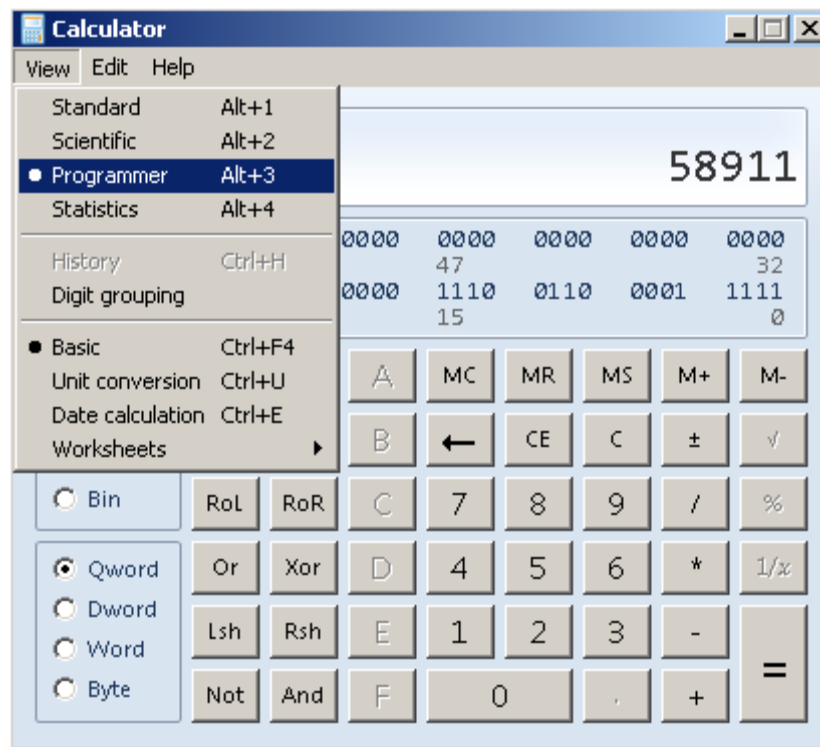 Calculator
View Edit Help
Standard Alt+1
Scientific Alt+2
Programmer Alt+3
Statistics Alt+4
History Ctrl+H
Digit grouping
Basic Ctrl+F4
Unit conversion Ctrl+U
Date calculation Ctrl+E
Worksheets
58911
0000 0000 0000 0000 0000
47 32
0000 1110 0110 0001 1111
15 0
A MC MR MS M+ M-
B ← CE C ± √
Bin RoL RoR C 7 8 9 / %
Qword Or Xor D 4 5 6 * 1/x
Dword
Lsh Rsh E 1 2 3 - =
Word
Byte Not And F 0 , +